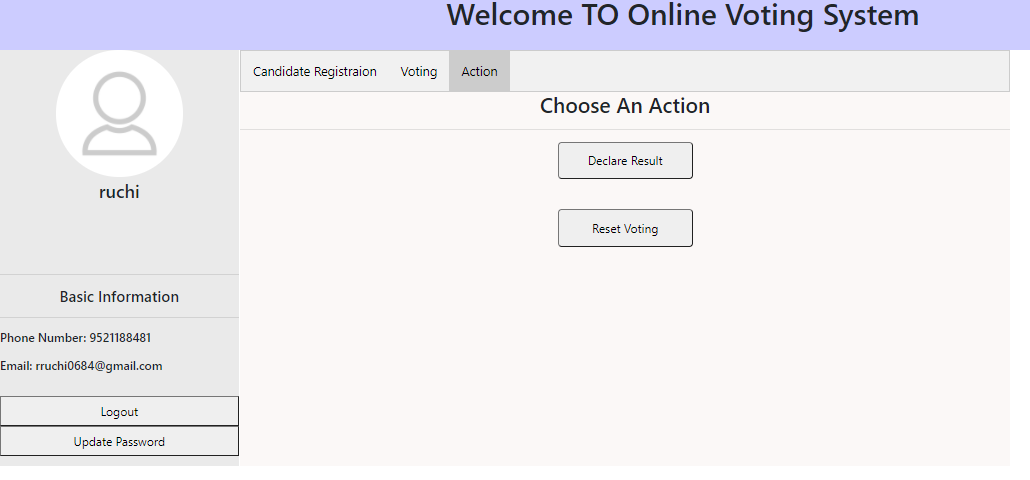 Welcome TO Online Voting System
Candidate Registraion Voting Action
Choose An Action
Declare Result
Reset Voting
ruchi
Basic Information
Phone Number: 9521188481
Email: rruchi0684@gmail.com
Logout
Update Password